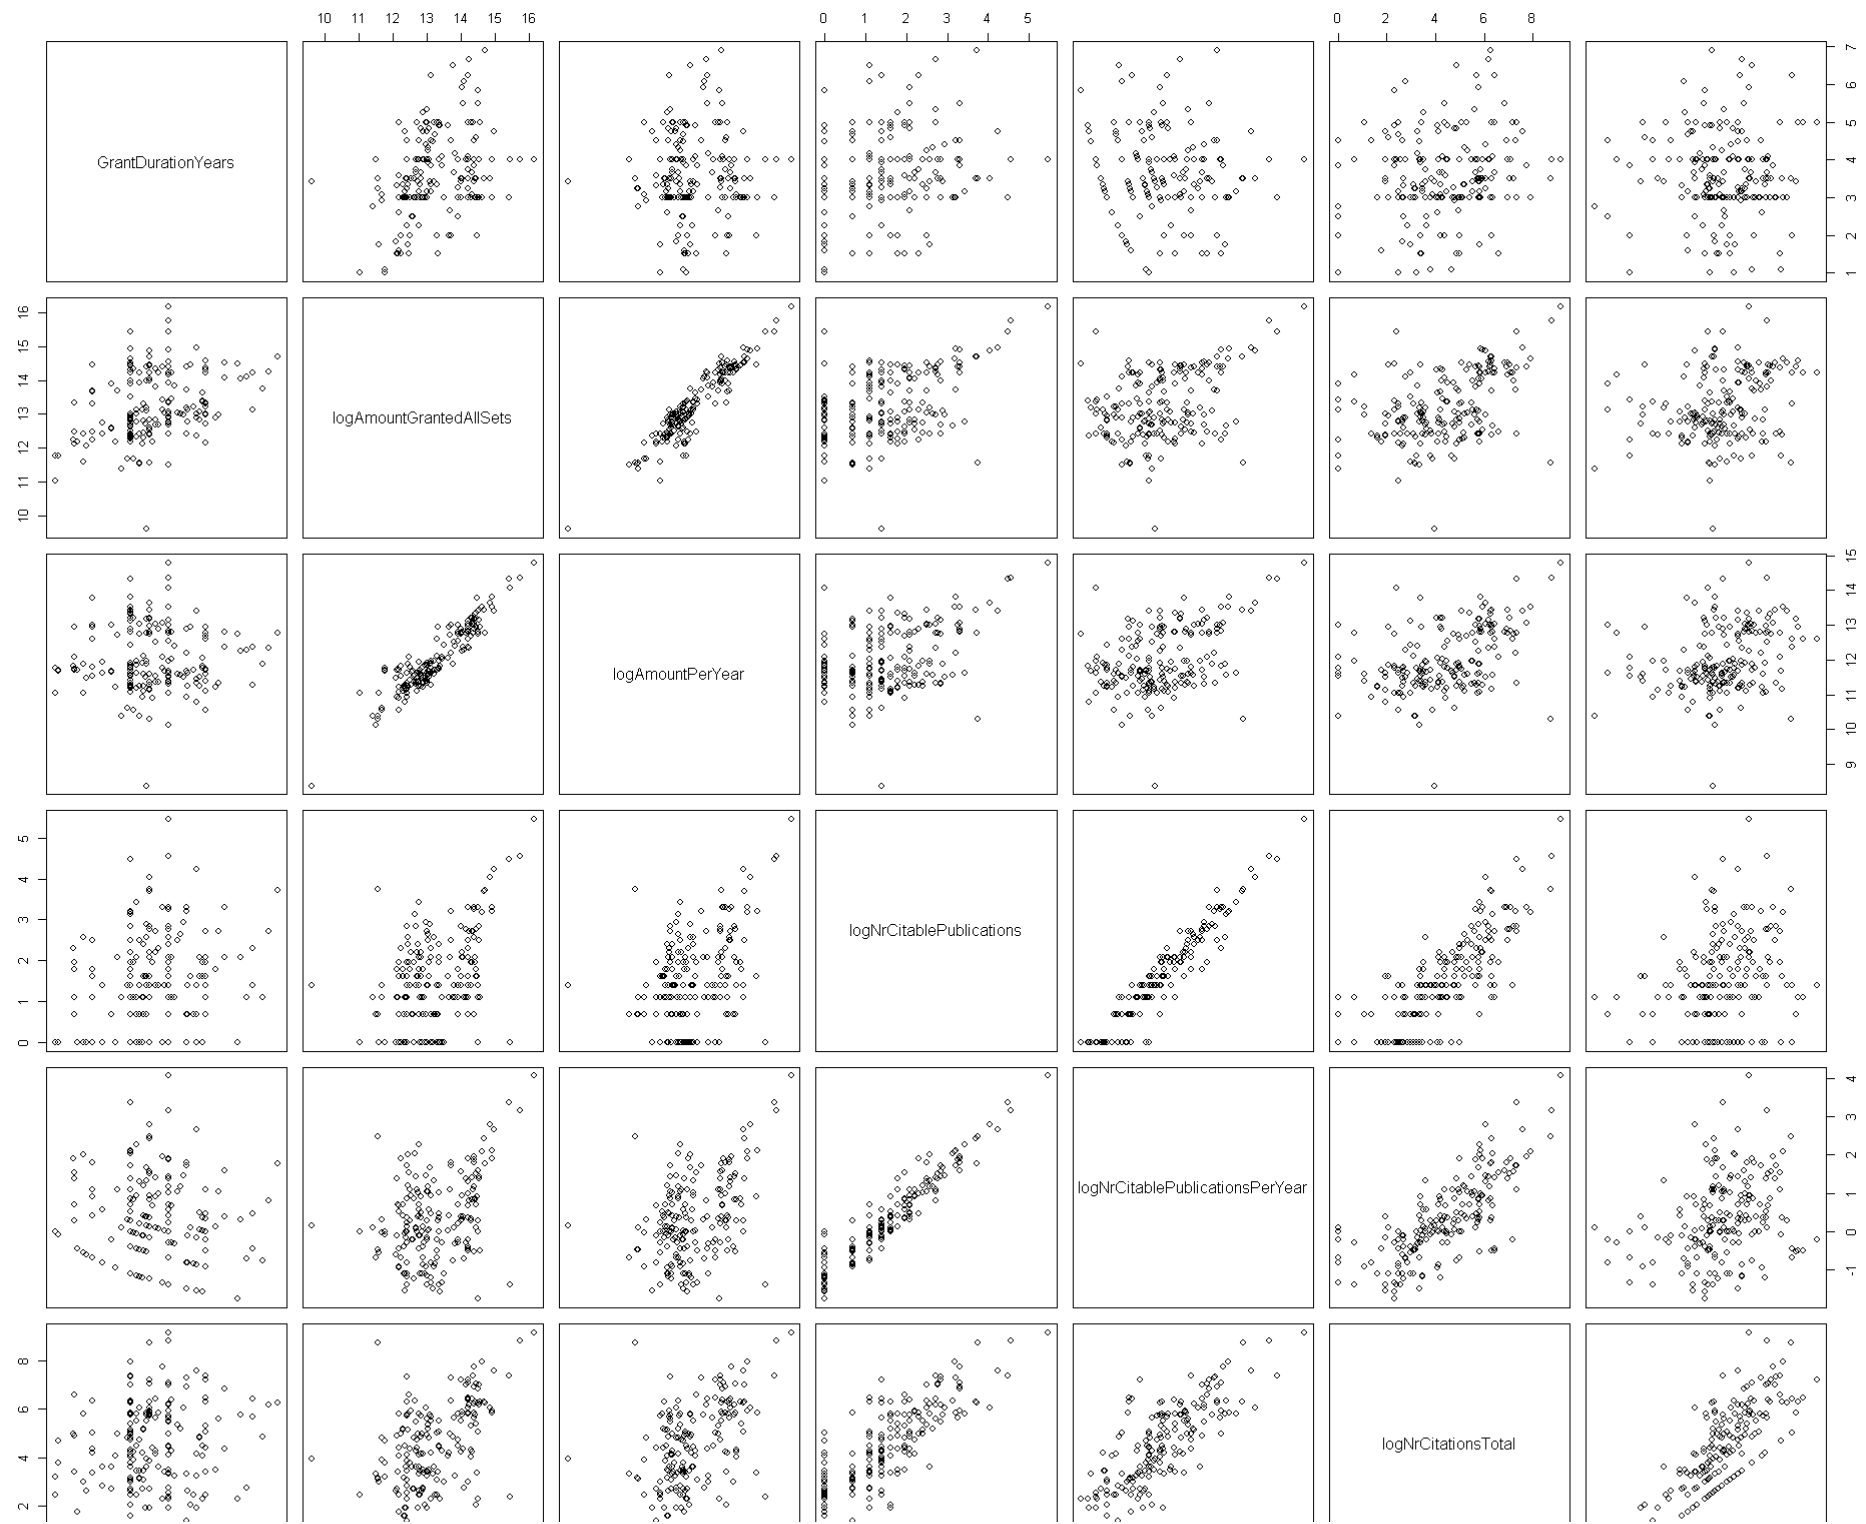 10 11 12 13 14 15 16
0 1 2 3 4 5
0 2 4 6 8
GrantDurationYears
1 2 3 4 5 6 7
10 11 12 13 14 15 16
logAmountGrantedAllSets
logAmountPerYear
9 10 11 12 13 14 15
0 1 2 3 4 5
logNrCitablePublications
logNrCitablePublicationsPerYear
-1 0 1 2 3 4
2 4 6 8
logNrCitationsTotal